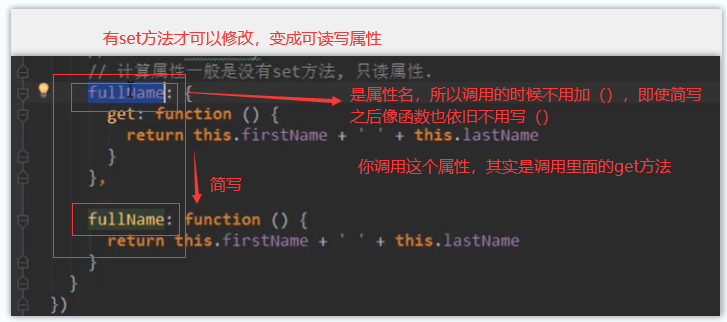 有set方法才可以修改，变成可读写属性
// 计算属性一般是没有set方法, 只读属性.
fullName: {
是属性名，所以调用的时候不用加（），即使简写
get: function () {
之后像函数也依旧不用写（）
return this.firstName + ' ' + this.lastName
}
你调用这个属性，其实是调用里面的get方法
},
简写
fullName: function () {
return this.firstName + ' ' + this.lastName
}
}
})